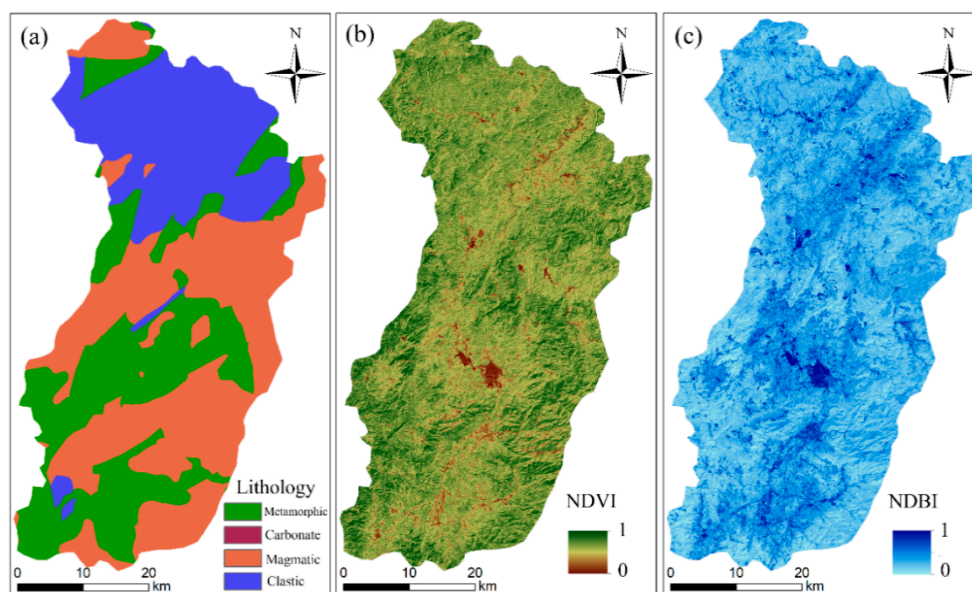 (a)
N
Lithology
Metamorphic
Carbonate
Magmatic
Clastic
0 10 20
km
(b)
N
NDVI
1
0
0 10 20
km
(c)
N
NDBI
1
0
0 10 20
km